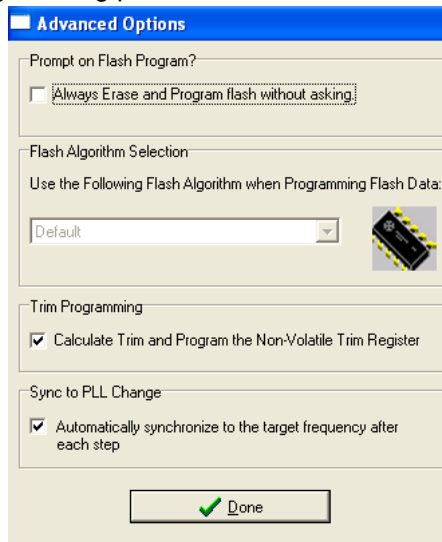 Advanced Options
Prompt on Flash Program?
Always Erase and Program flash without asking.
Flash Algorithm Selection
Use the Following Flash Algorithm when Programming Flash Data:
Default
Trim Programming
Calculate Trim and Program the Non-Volatile Trim Register
Sync to PLL Change
Automatically synchronize to the target frequency after
each step
Done